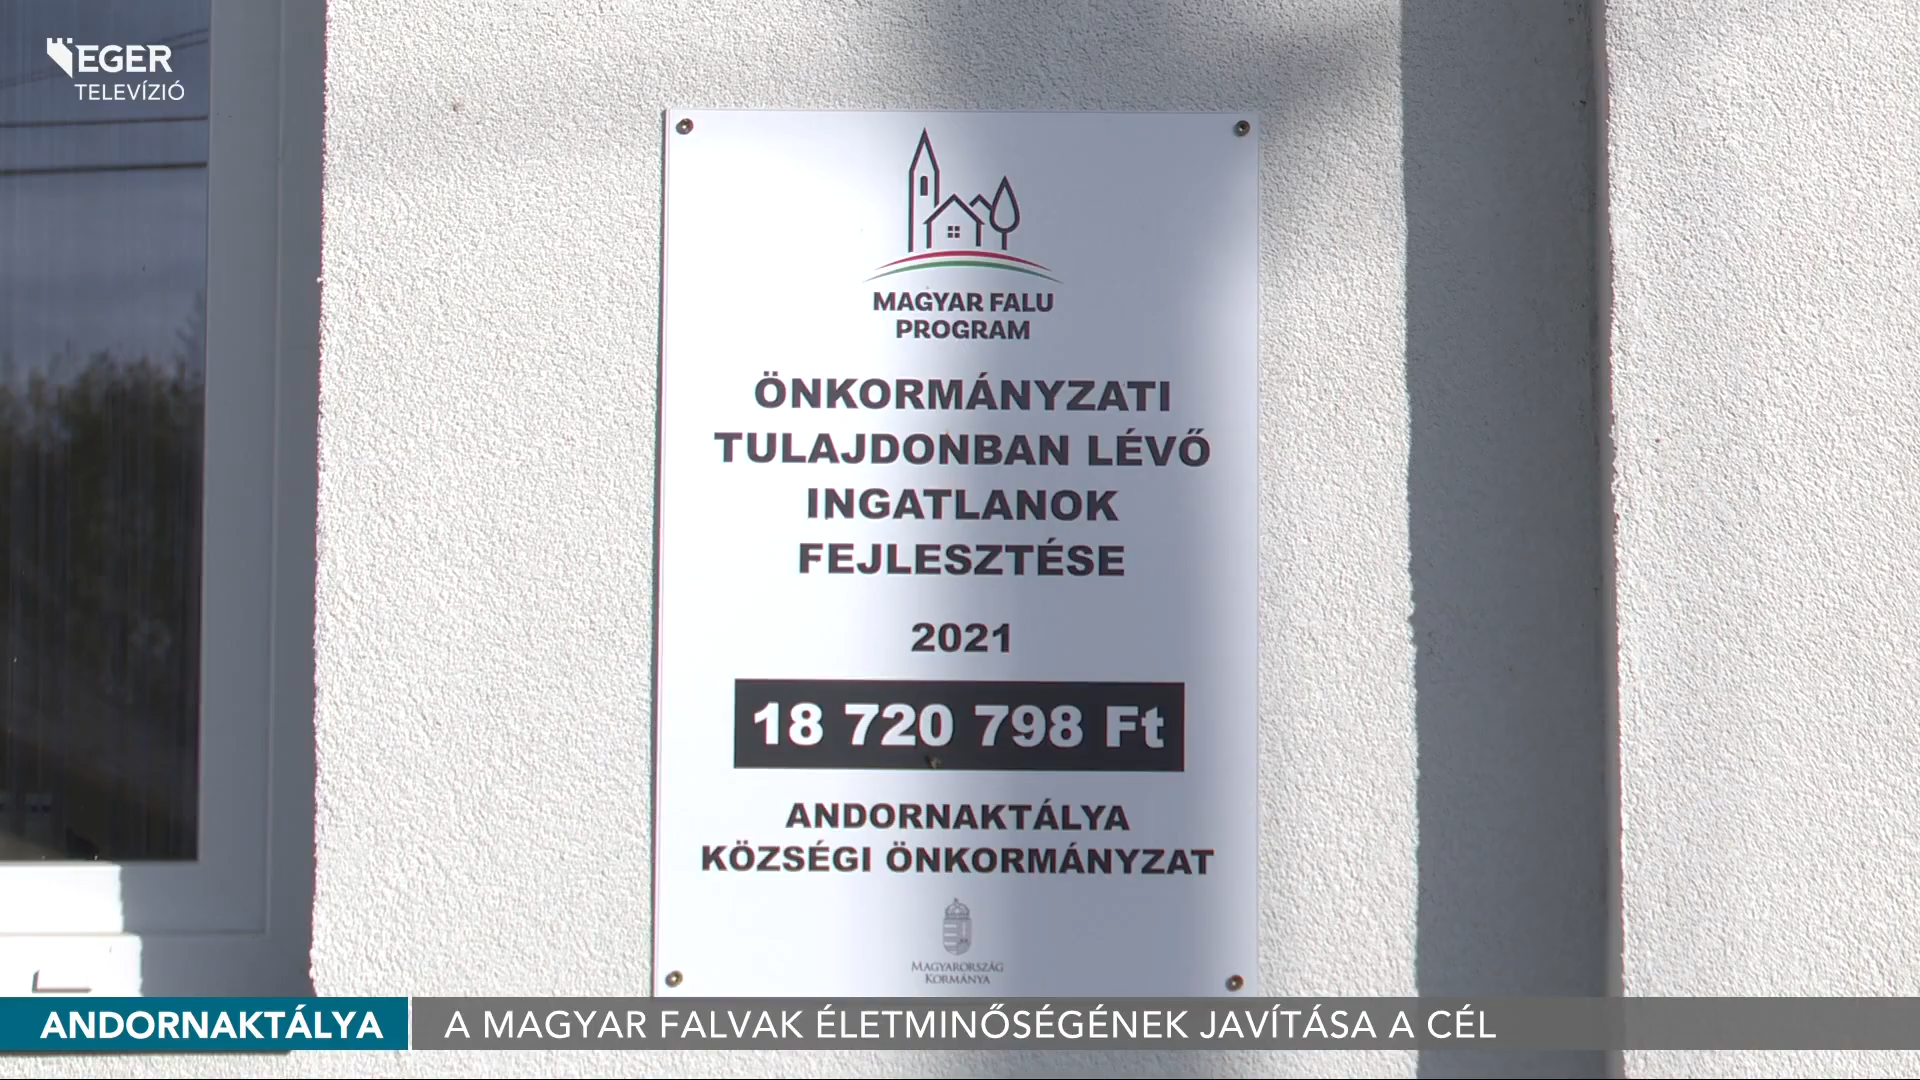 EGER
TELEVÍZIÓ
MAGYAR FALU
PROGRAM
ÖNKORMÁNYZATI
TULAJDONBAN LÉVŐ
INGATLANOK
FEJLESZTÉSE
2021
18 720 798 Ft
ANDORNAKTÁLYA
KÖZSÉGI ÖNKORMÁNYZAT
MAGYARORSZÁG
KORMÁNYA
ANDORNAKTÁLYA
A MAGYAR FALVAK ÉLETMINŐSÉGÉNEK JAVÍTÁSA A CÉL